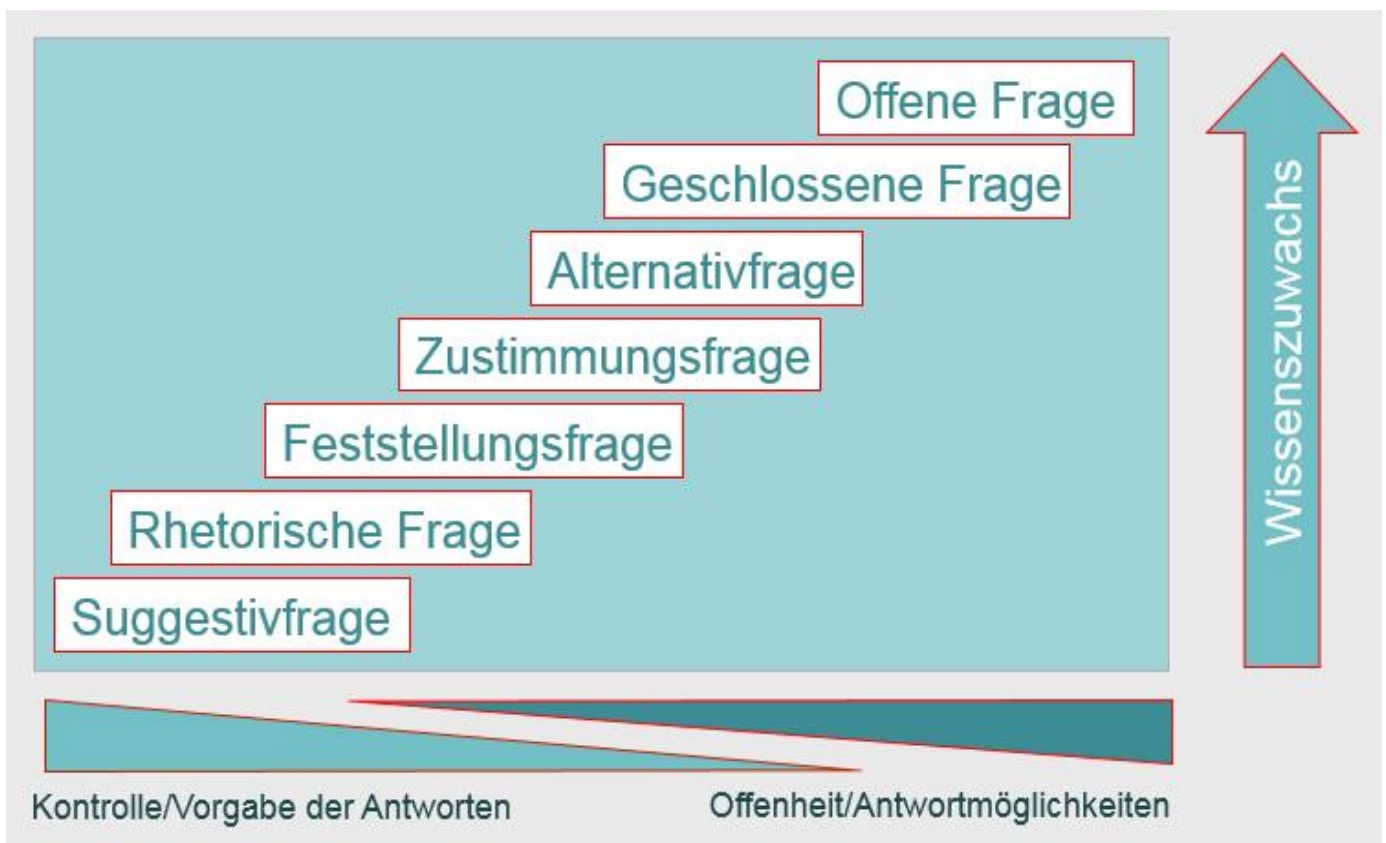 Offene Frage
Geschlossene Frage
Alternativfrage
Zustimmungsfrage
Feststellungsfrage
Rhetorische Frage
Suggestivfrage
Wissenszuwachs
Kontrolle/Vorgabe der Antworten
Offenheit/Antwortmöglichkeiten